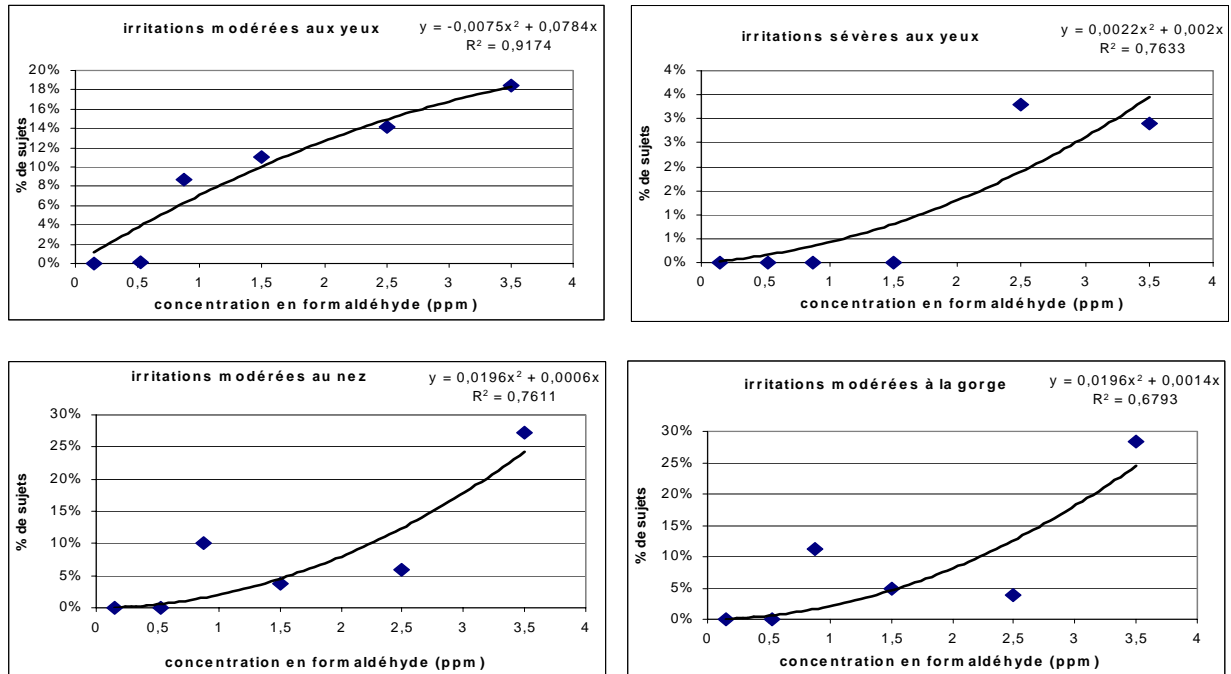 irritations modérées aux yeux
y = -0,0075x² + 0,0784x
R² = 0,9174
20%
18%
16%
14%
12%
10%
8%
6%
4%
2%
0%
% de sujets
0 0,5 1 1,5 2 2,5 3 3,5 4
concentration en formaldéhyde (ppm)
irritations sévères aux yeux
y = 0,0022x² + 0,002x
R² = 0,7633
4%
4%
3%
3%
2%
2%
1%
1%
0%
% de sujets
0 0,5 1 1,5 2 2,5 3 3,5 4
concentration en formaldéhyde (ppm)
irritations modérées au nez
y = 0,0196x² + 0,0006x
R² = 0,7611
30%
25%
20%
15%
10%
5%
0%
% de sujets
0 0,5 1 1,5 2 2,5 3 3,5 4
concentration en formaldéhyde (ppm)
irritations modérées à la gorge
y = 0,0196x² + 0,0014x
R² = 0,6793
30%
25%
20%
15%
10%
5%
0%
% de sujets
0 0,5 1 1,5 2 2,5 3 3,5 4
concentration en formaldéhyde (ppm)